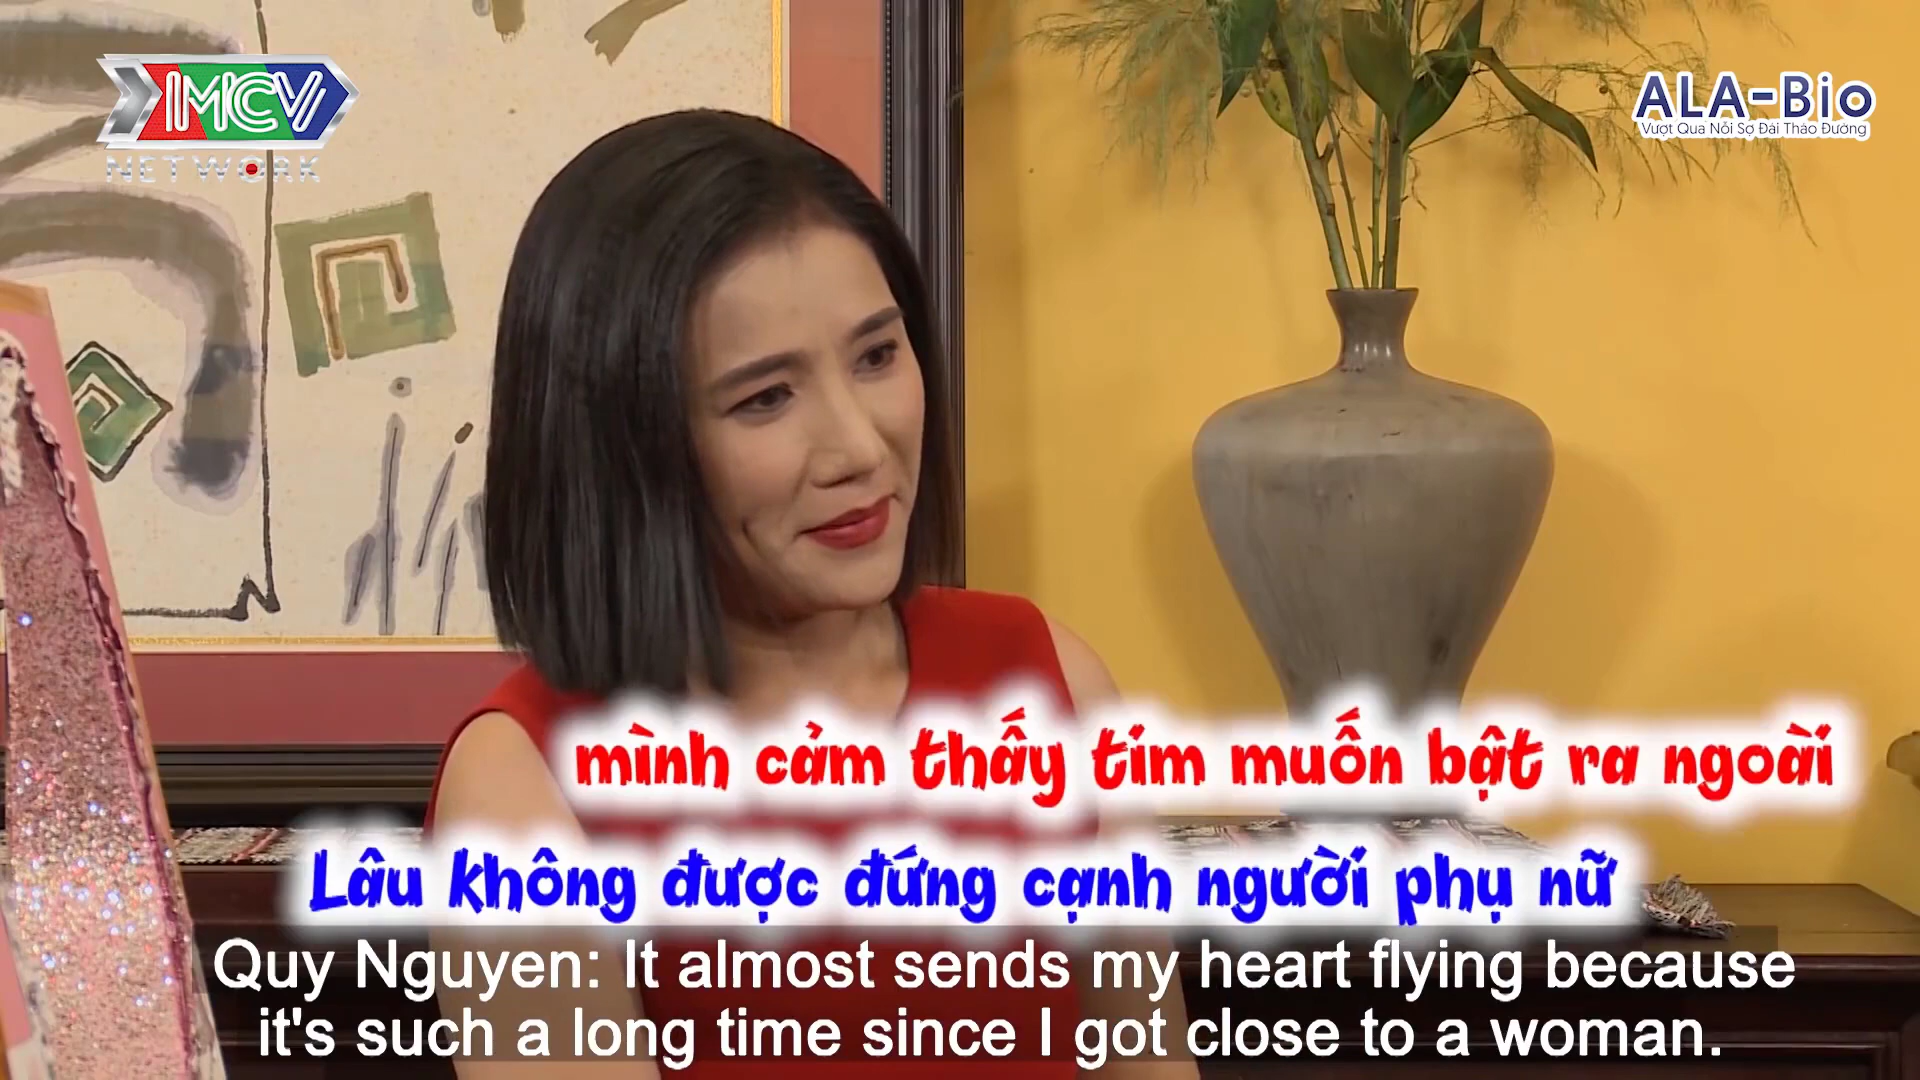 MCV
NETWORK
ALA-Bio
Vượt Qua Nỗi Sợ Đái Tháo Đường
mình cảm thấy tim muốn bật ra ngoài
Lâu không được đứng cạnh người phụ nữ
Quy Nguyen: It almost sends my heart flying because
it's such a long time since I got close to a woman.